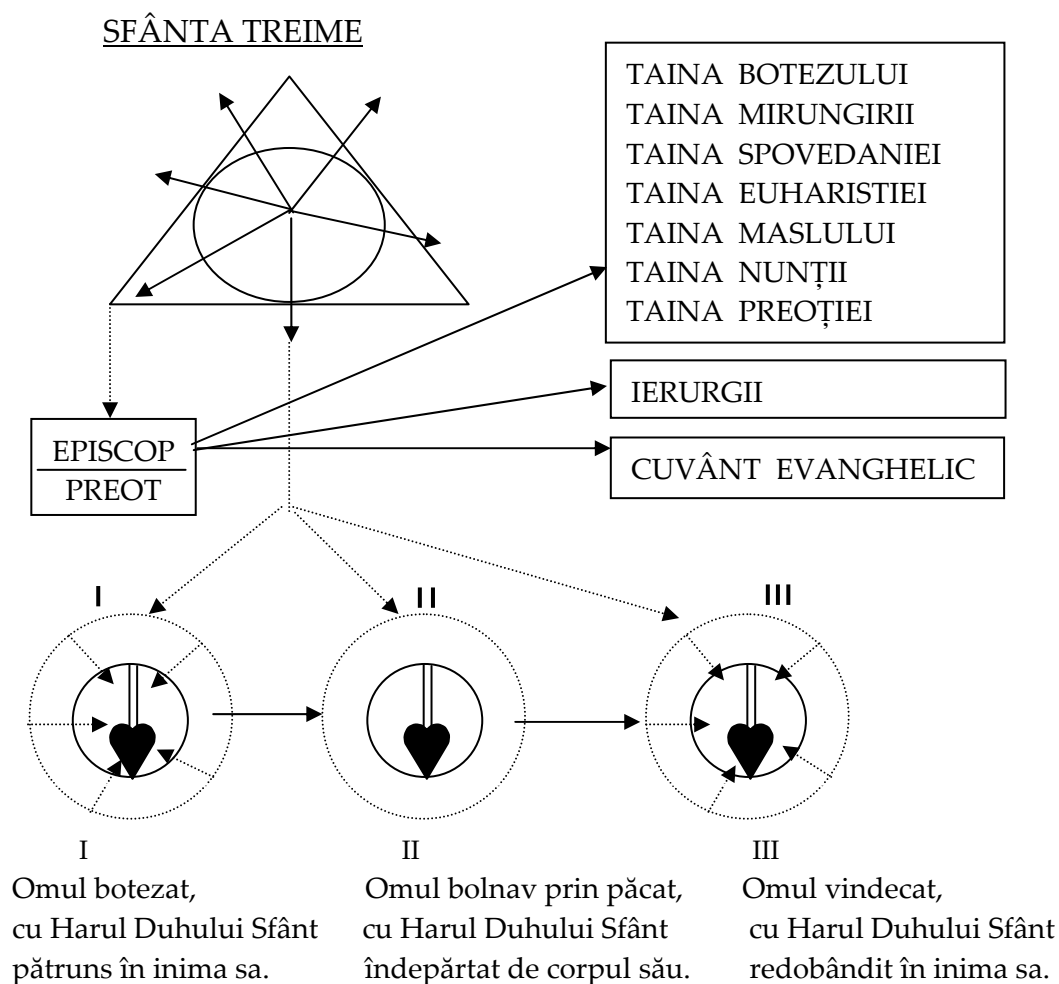 SFÂNTA TREIME
TAINA BOTEZULUI
TAINA MIRUNGIRII
TAINA SPOVEDANIEI
TAINA EUHARISTIEI
TAINA MASLULUI
TAINA NUNȚII
TAINA PREOȚIEI
IERURGII
CUVÂNT EVANGHELIC
EPISCOP
PREOT
I
II
III
I
Omul botezat,
cu Harul Duhului Sfânt
pătruns în inima sa.
II
Omul bolnav prin păcat,
cu Harul Duhului Sfânt
îndepărtat de corpul său.
III
Omul vindecat,
cu Harul Duhului Sfânt
redobândit în inima sa.